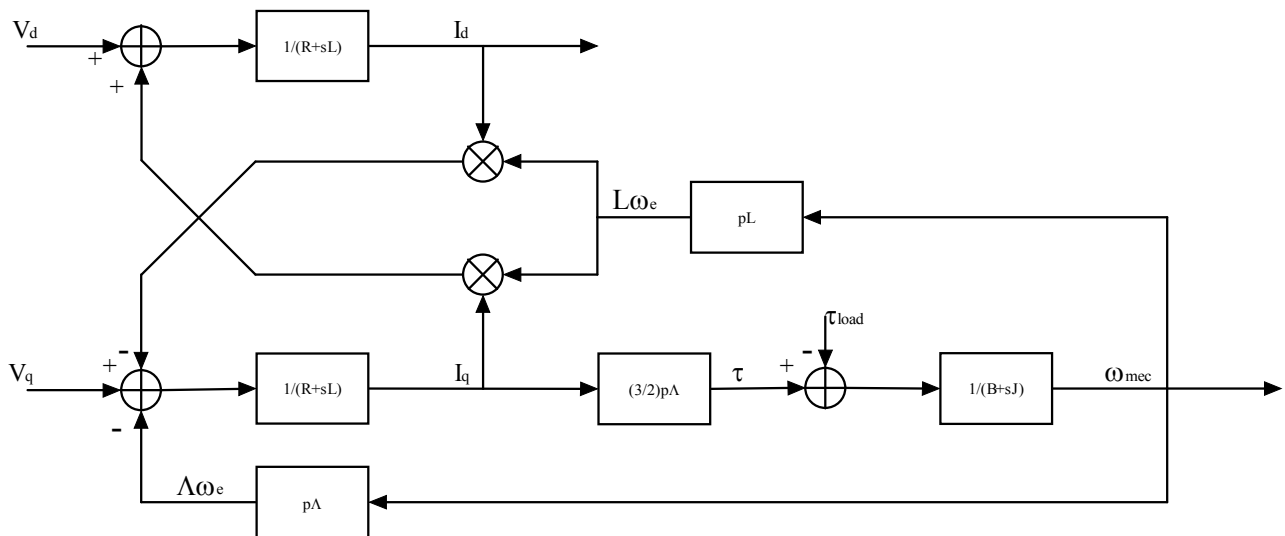 Vd
1/(R+sL)
Id
+
+
Lωe
pL
τload
-
+
-
+
-
Vq
1/(R+sL)
Iq
(3/2)pΛ
τ
1/(B+sJ)
ωmec
-
Λωe
pΛ